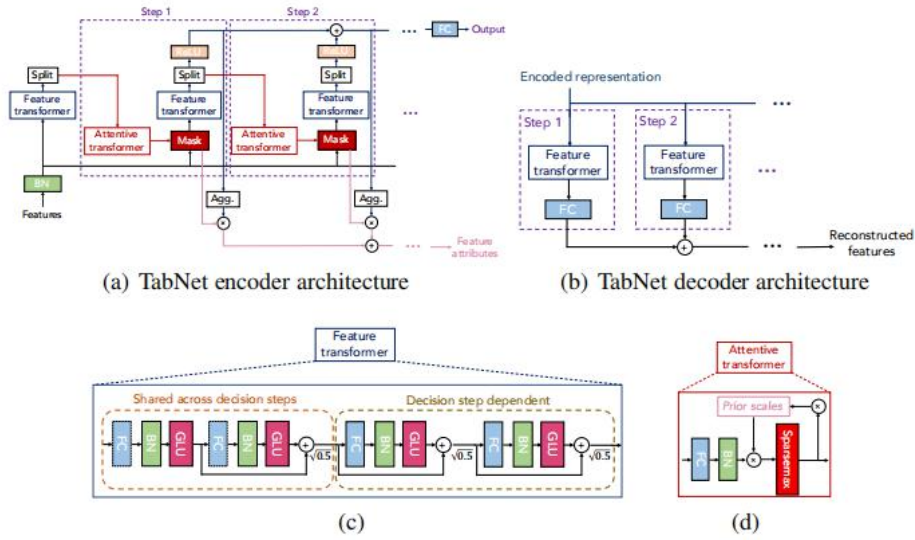 Step 1
Step 2
FC
Output
ReLU
ReLU
Split
Split
Split
Feature transformer
Feature transformer
Feature transformer
Attentive transformer
Mask
Attentive transformer
Mask
BN
Features
Agg.
Agg.
Feature attributes
(a) TabNet encoder architecture
Encoded representation
Step 1
Step 2
Feature transformer
Feature transformer
FC
FC
Reconstructed features
(b) TabNet decoder architecture
Feature transformer
Shared across decision steps
Decision step dependent
FC
BN
GLU
FC
BN
GLU
√0.5
FC
BN
GLU
√0.5
FC
BN
GLU
√0.5
(c)
Attentive transformer
Prior scales
FC
BN
Sparsemax
(d)